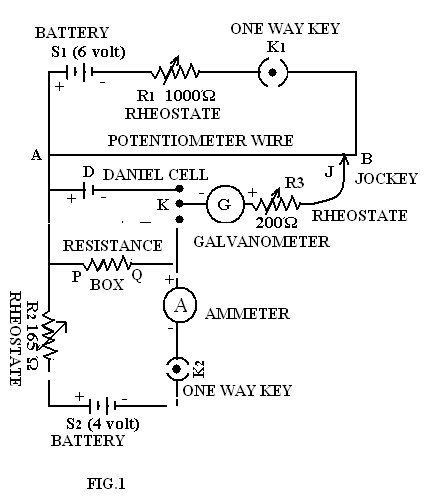 BATTERY
S1 (6 volt)
+ -
ONE WAY KEY
K1
R1 1000Ω
RHEOSTATE
POTENTIOMETER WIRE
A
B
J
JOCKEY
D DANIEL CELL
+ -
K
- G +
R3
200Ω
RHEOSTATE
GALVANOMETER
RESISTANCE
P Q
BOX
+
A
-
AMMETER
R2 165 Ω
RHEOSTATE
K2
ONE WAY KEY
+ -
S2 (4 volt)
BATTERY
FIG.1